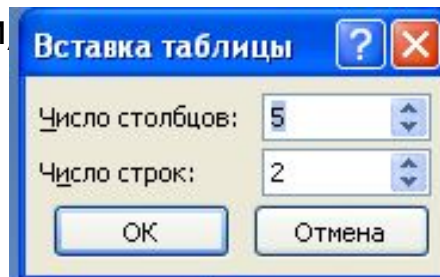 Вставка таблицы ?
Число столбцов: 5
Число строк: 2
ОК Отмена